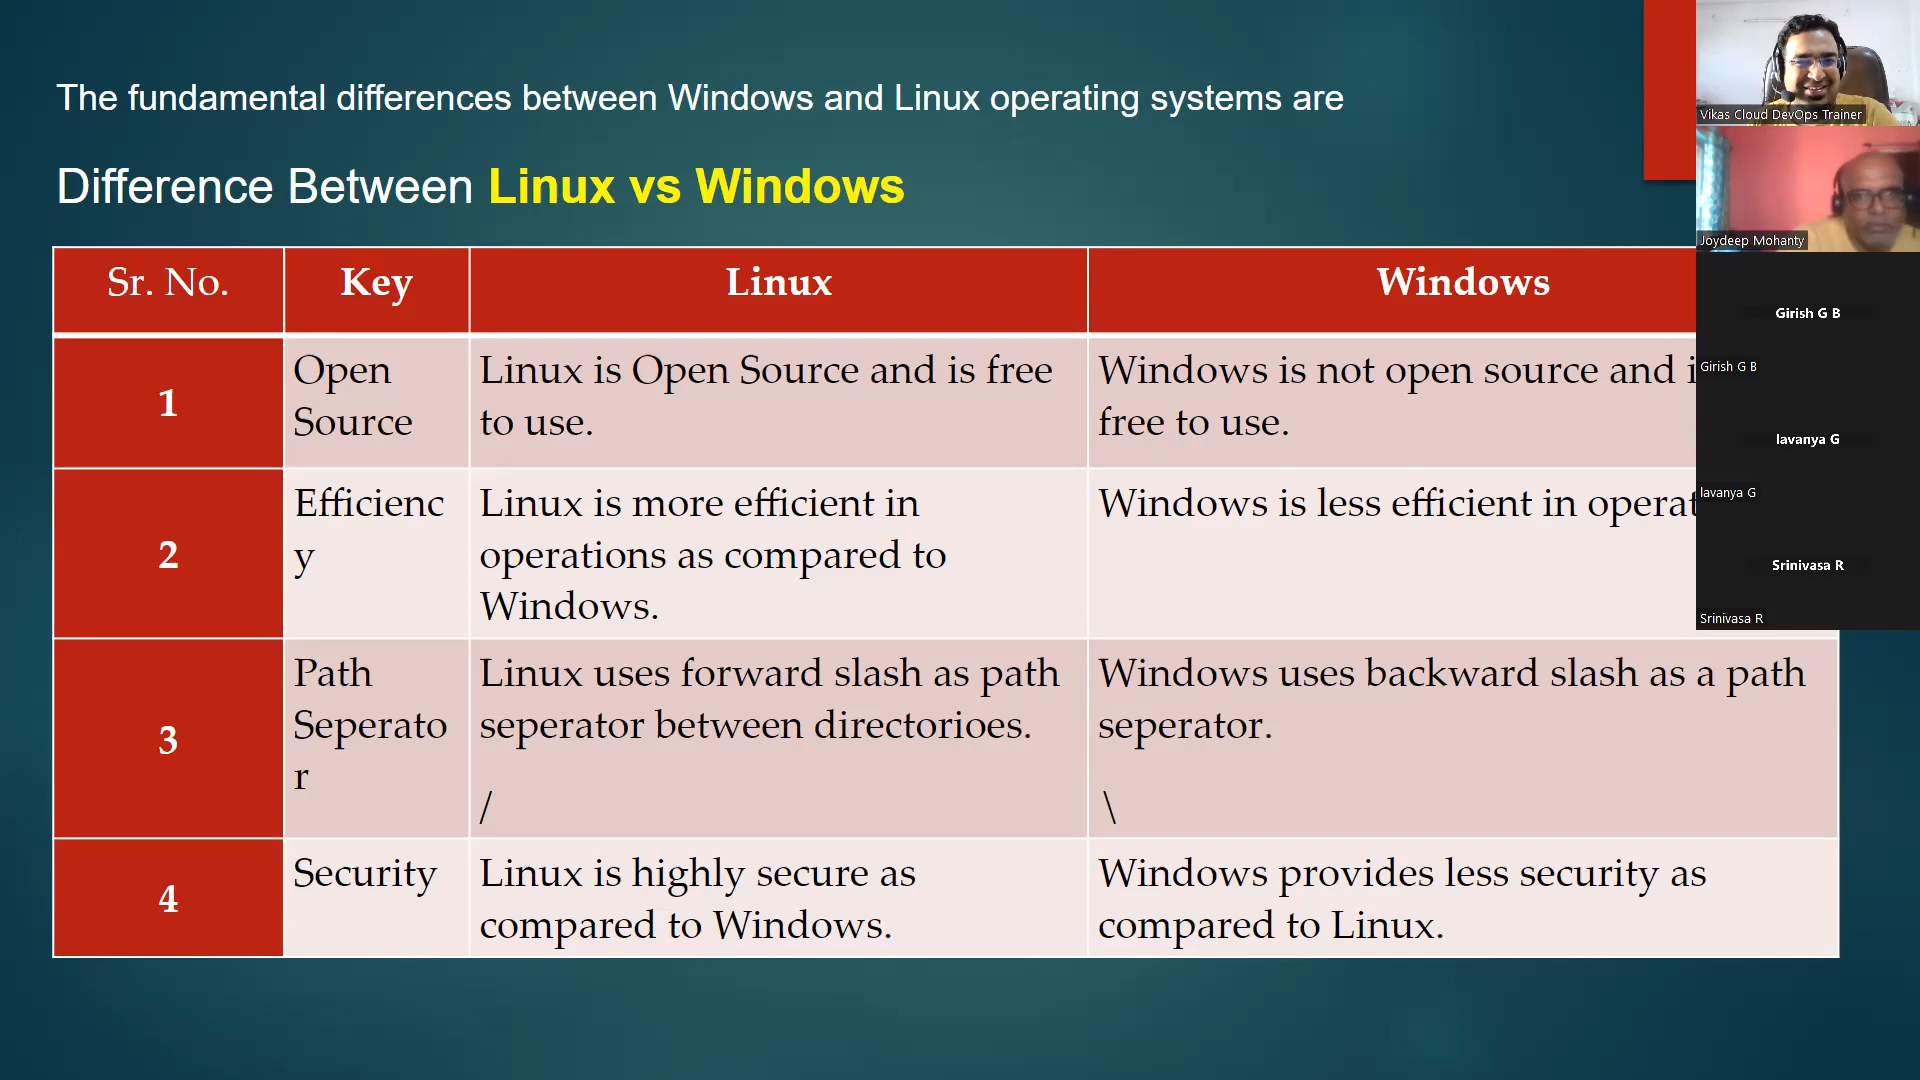 The fundamental differences between Windows and Linux operating systems are
Difference Between Linux vs Windows
Sr. No.
Key
Linux
Windows
1
Open
Source
Linux is Open Source and is free
to use.
Windows is not open source and
free to use.
2
Efficienc
y
Linux is more efficient in
operations as compared to
Windows.
Windows is less efficient in
3
Path
Seperato
r
Linux uses forward slash as path
seperator between directorioes.
/
Windows uses backward slash as a path
seperator.
\
4
Security
Linux is highly secure as
compared to Windows.
Windows provides less security as
compared to Linux.
Vikas Cloud DevOps Trainer
Joydeep Mohanty
Girish G B
Girish G B
lavanya G
lavanya G
Srinivasa R
Srinivasa R